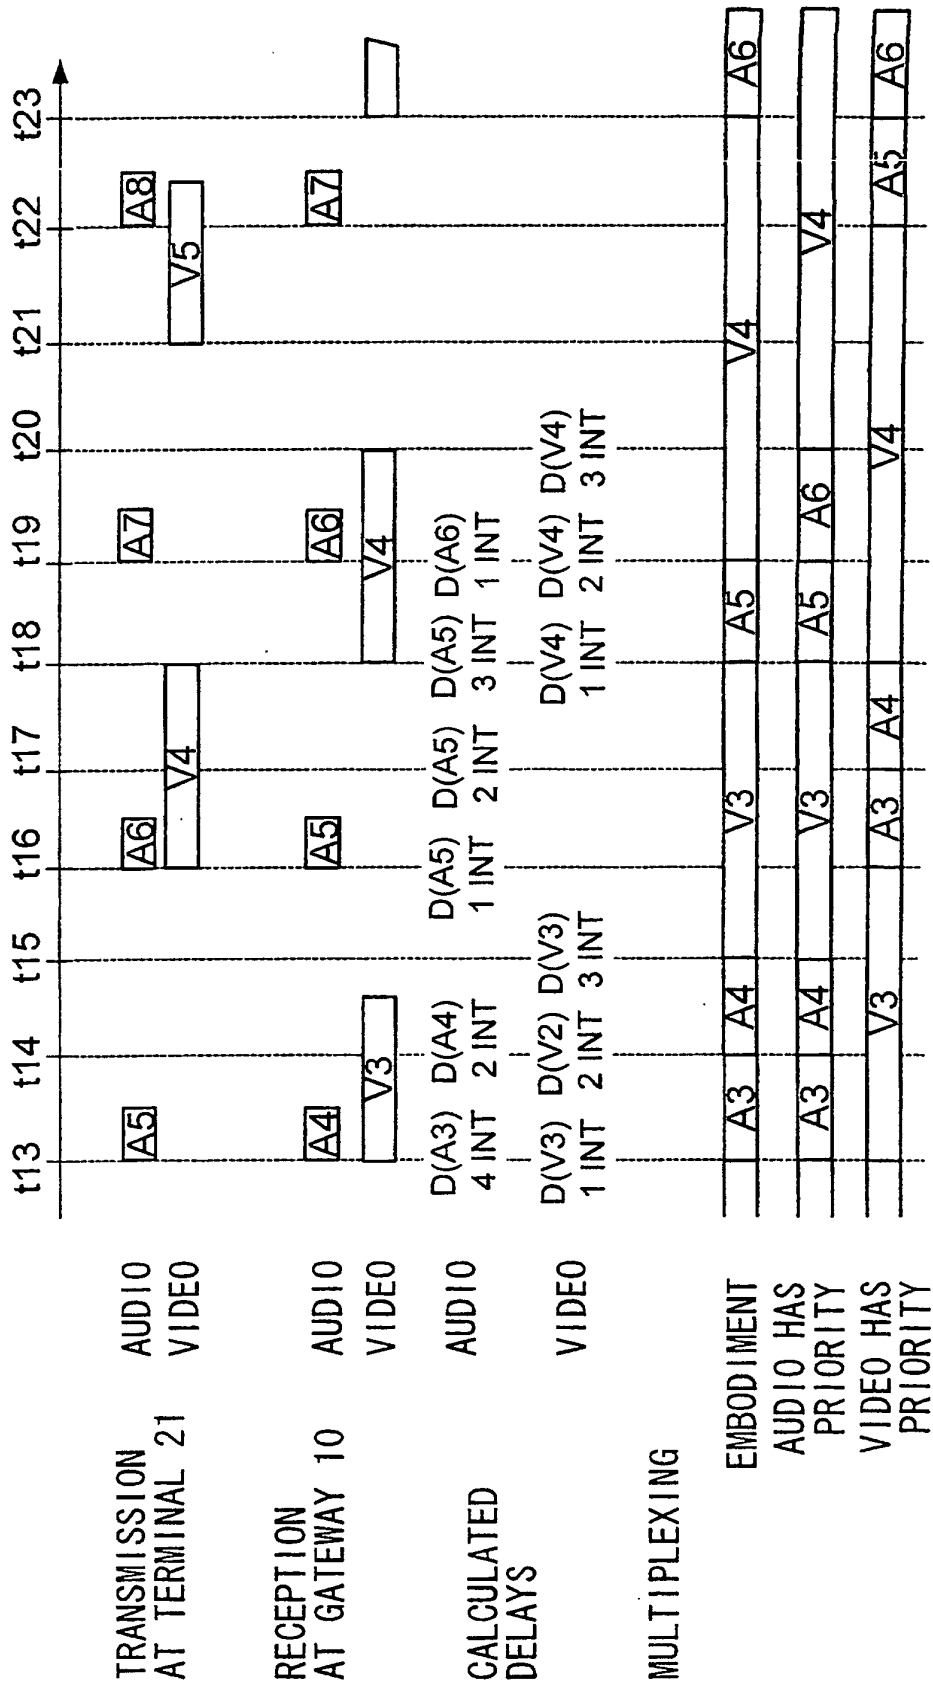 t13 t14 t15 t16 t17 t18 t19 t20 t21 t22 t23
TRANSMISSION
AT TERMINAL 21
AUDIO
A5 A6 A7 A8
VIDEO
V4 V5
RECEPTION
AT GATEWAY 10
AUDIO
A4 A5 A6 A7
VIDEO
V3 V4
CALCULATED
DELAYS
AUDIO
D(A3) D(A4) D(A5) D(A5) D(A5) D(A6)
4 INT 2 INT 1 INT 2 INT 3 INT 1 INT
VIDEO
D(V3) D(V2) D(V3) D(V4) D(V4) D(V4)
1 INT 2 INT 3 INT 1 INT 2 INT 3 INT
MULTIPLEXING
EMBODIMENT
A3 A4 V3 A5 V4 A6
AUDIO HAS
PRIORITY
A3 A4 V3 A5 A6 V4
VIDEO HAS
PRIORITY
V3 A3 A4 V4 A5 A6